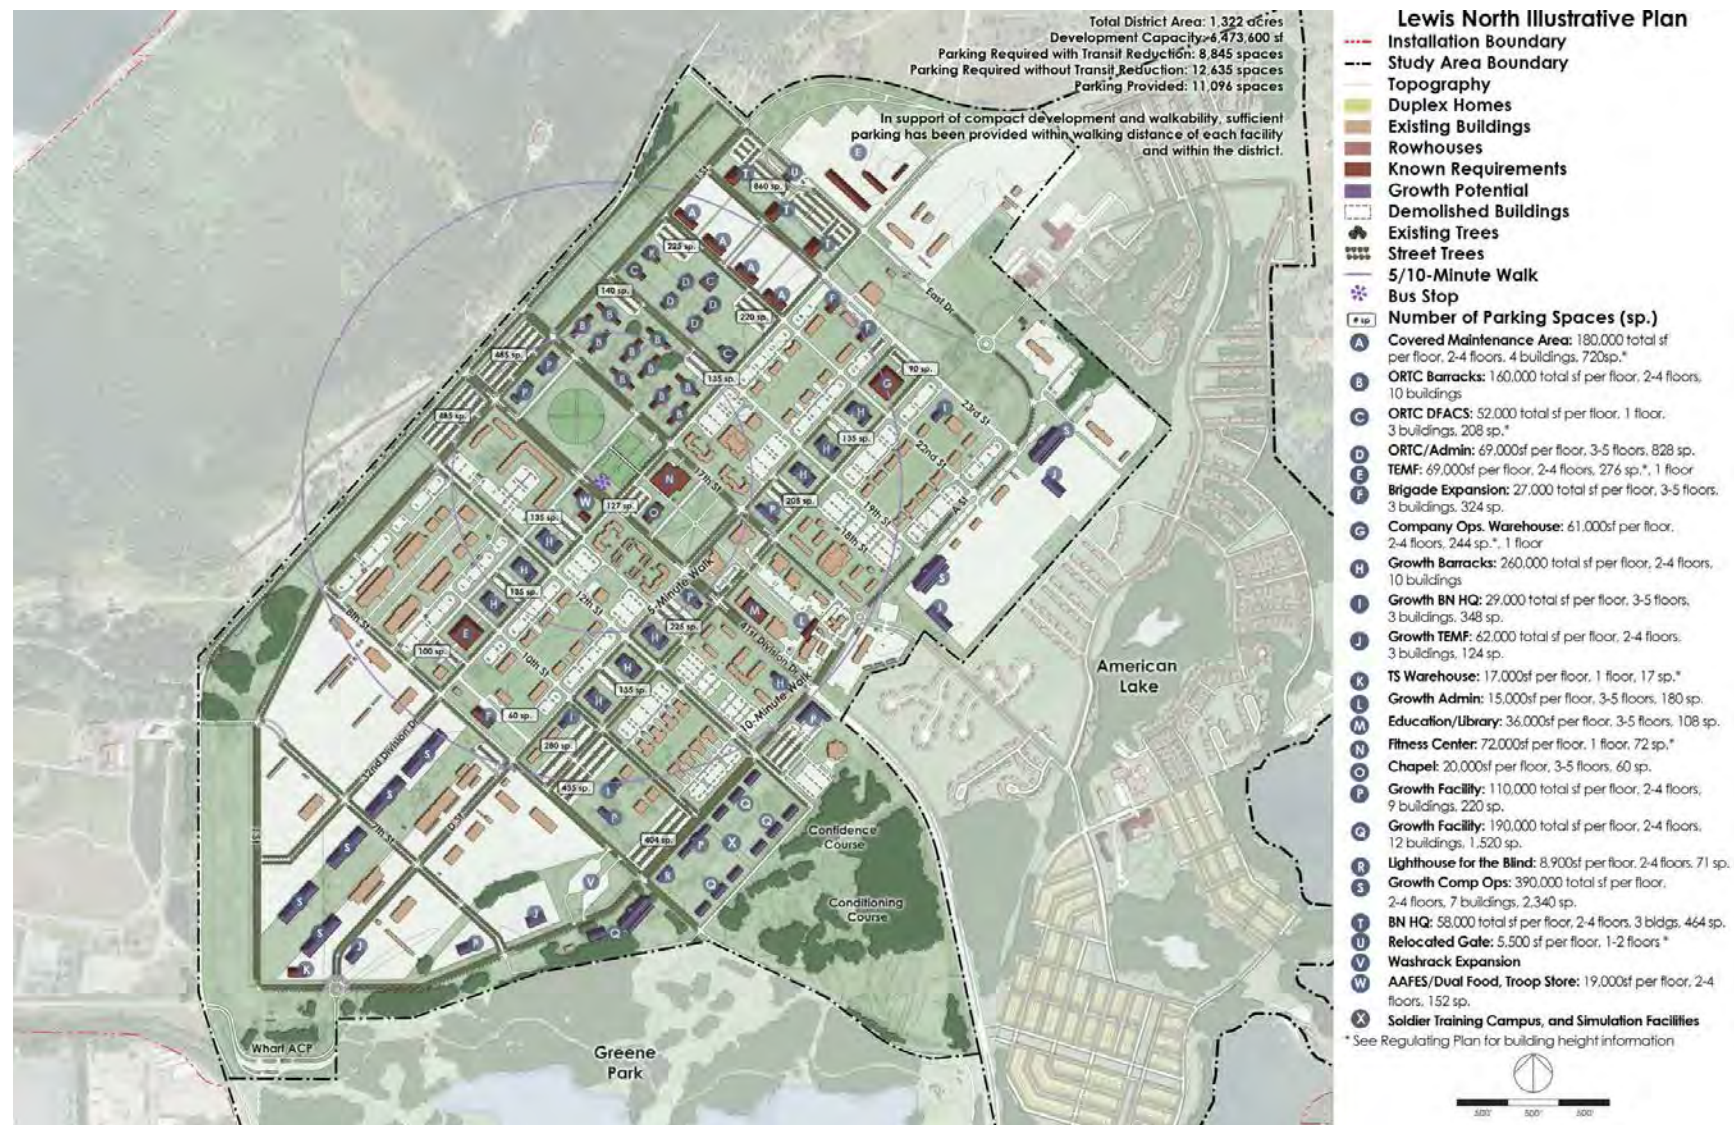 Total District Area: 1,322 acres
Development Capacity: 6,473,600 sf
Parking Required with Transit Reduction: 8,845 spaces
Parking Required without Transit Reduction: 12,635 spaces
Parking Provided: 11,096 spaces
In support of compact development and walkability, sufficient
parking has been provided within walking distance of each facility
and within the district.
Lewis North Illustrative Plan
Installation Boundary
Study Area Boundary
Topography
Duplex Homes
Existing Buildings
Rowhouses
Known Requirements
Growth Potential
Demolished Buildings
Existing Trees
Street Trees
5/10-Minute Walk
Bus Stop
# sp Number of Parking Spaces (sp.)
A Covered Maintenance Area: 180,000 total sf
per floor, 2-4 floors, 4 buildings, 720sp.*
B ORTC Barracks: 160,000 total sf per floor, 2-4 floors,
10 buildings
C ORTC DFACS: 52,000 total sf per floor, 1 floor,
3 buildings, 208 sp.*
D ORTC/Admin: 69,000sf per floor, 3-5 floors, 828 sp.
E TEMF: 69,000sf per floor, 2-4 floors, 276 sp.*, 1 floor
F Brigade Expansion: 27,000 total sf per floor, 3-5 floors,
3 buildings, 324 sp.
G Company Ops. Warehouse: 61,000sf per floor,
2-4 floors, 244 sp.*, 1 floor
H Growth Barracks: 260,000 total sf per floor, 2-4 floors,
10 buildings
I Growth BN HQ: 29,000 total sf per floor, 3-5 floors,
3 buildings, 348 sp.
J Growth TEMF: 62,000 total sf per floor, 2-4 floors,
3 buildings, 124 sp.
K TS Warehouse: 17,000sf per floor, 1 floor, 17 sp.*
L Growth Admin: 15,000sf per floor, 3-5 floors, 180 sp.
M Education/Library: 36,000sf per floor, 3-5 floors, 108 sp.
N Fitness Center: 72,000sf per floor, 1 floor, 72 sp.*
O Chapel: 20,000sf per floor, 3-5 floors, 60 sp.
P Growth Facility: 110,000 total sf per floor, 2-4 floors,
9 buildings, 220 sp.
Q Growth Facility: 190,000 total sf per floor, 2-4 floors,
12 buildings, 1,520 sp.
R Lighthouse for the Blind: 8,900sf per floor, 2-4 floors, 71 sp.
S Growth Comp Ops: 390,000 total sf per floor,
2-4 floors, 7 buildings, 2,340 sp.
T BN HQ: 58,000 total sf per floor, 2-4 floors, 3 bldgs, 464 sp.
U Relocated Gate: 5,500 sf per floor, 1-2 floors *
V Washrack Expansion
W AAFES/Dual Food, Troop Store: 19,000sf per floor, 2-4
floors, 152 sp.
X Soldier Training Campus, and Simulation Facilities
* See Regulating Plan for building height information
500' 500' 500'
860 sp.
225 sp.
140 sp.
220 sp.
East Dr
485 sp.
135 sp.
90 sp.
485 sp.
23rd St
135 sp.
22nd St
17th St
127 sp.
205 sp.
19th St
A St
135 sp.
18th St
5-Minute Walk
12th St
8th St
225 sp.
41st Division Dr
100 sp.
10th St
American
Lake
10-Minute Walk
60 sp.
280 sp.
32nd Division Dr
435 sp.
7th St
D St
404 sp.
Confidence
Course
Conditioning
Course
Wharf ACP
Greene
Park